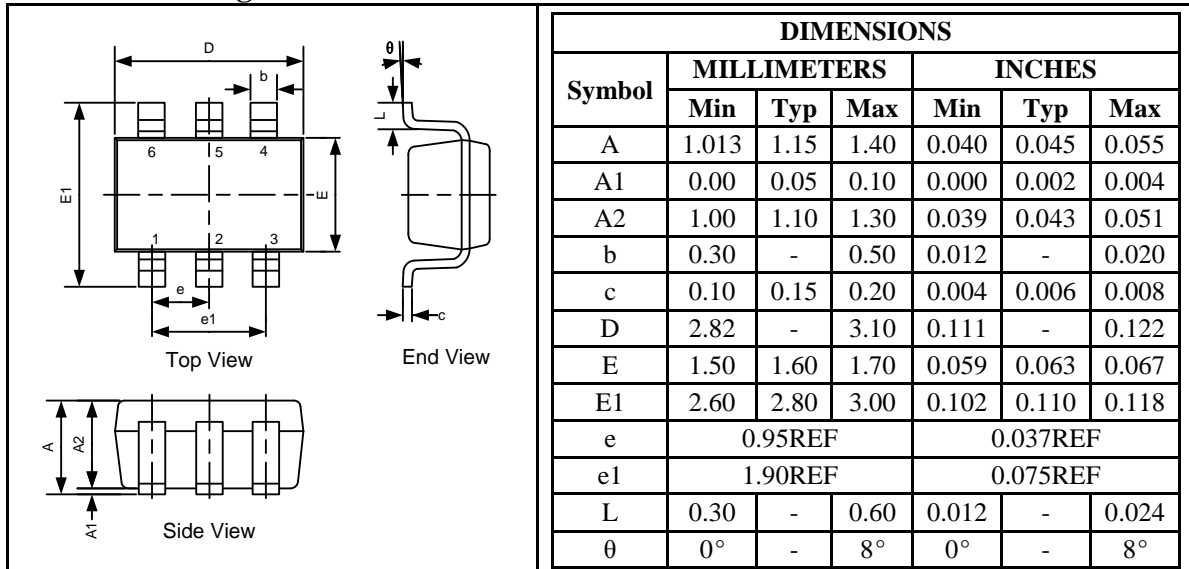 D
b
6 5 4
E1
E
1 2 3
e
e1
Top View
θ
L
c
End View
A
A2
A1
Side View
DIMENSIONS
Symbol MILLIMETERS INCHES
Min Typ Max Min Typ Max
A 1.013 1.15 1.40 0.040 0.045 0.055
A1 0.00 0.05 0.10 0.000 0.002 0.004
A2 1.00 1.10 1.30 0.039 0.043 0.051
b 0.30 - 0.50 0.012 - 0.020
c 0.10 0.15 0.20 0.004 0.006 0.008
D 2.82 - 3.10 0.111 - 0.122
E 1.50 1.60 1.70 0.059 0.063 0.067
E1 2.60 2.80 3.00 0.102 0.110 0.118
e 0.95REF 0.037REF
e1 1.90REF 0.075REF
L 0.30 - 0.60 0.012 - 0.024
θ 0° - 8° 0° - 8°